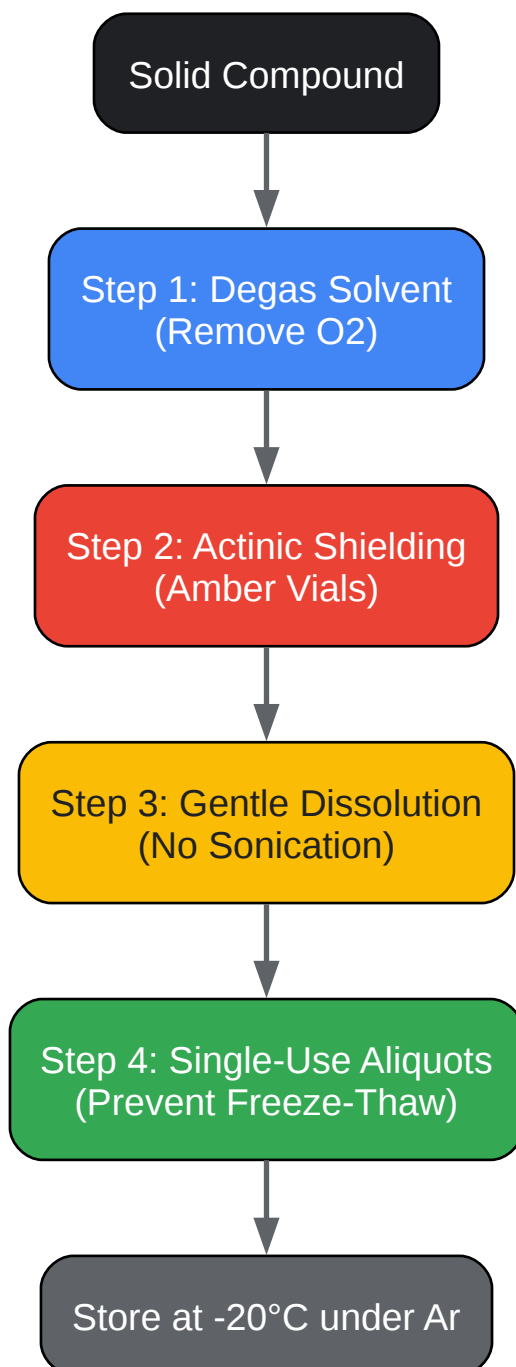 Solid Compound
Step 1: Degas Solvent
(Remove O2)
Step 2: Actinic Shielding
(Amber Vials)
Step 3: Gentle Dissolution
(No Sonication)
Step 4: Single-Use Aliquots
(Prevent Freeze-Thaw)
Store at -20°C under Ar